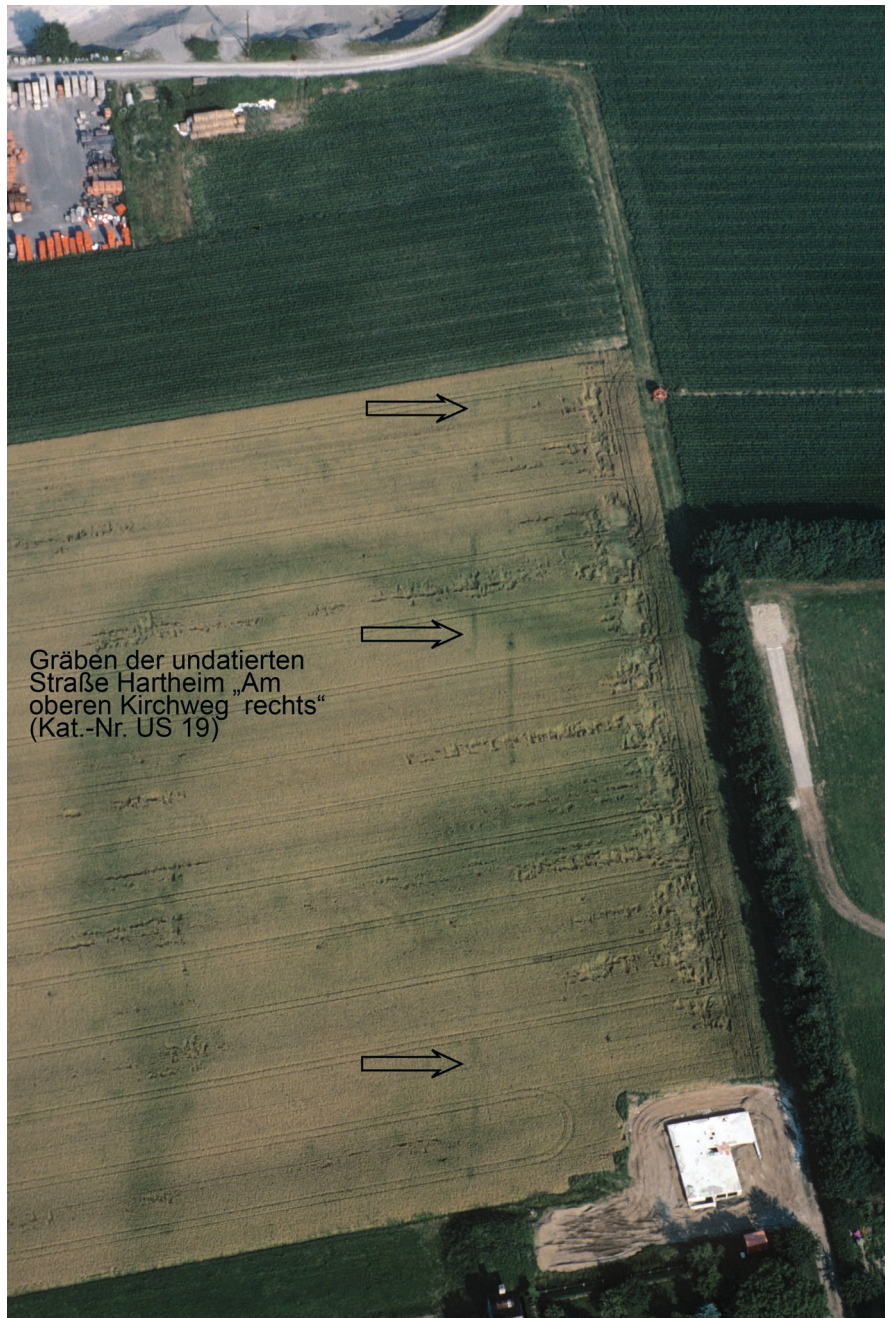 Gräben der undatierten
Straße Hartheim „Am
oberen Kirchweg rechts“
(Kat.-Nr. US 19)